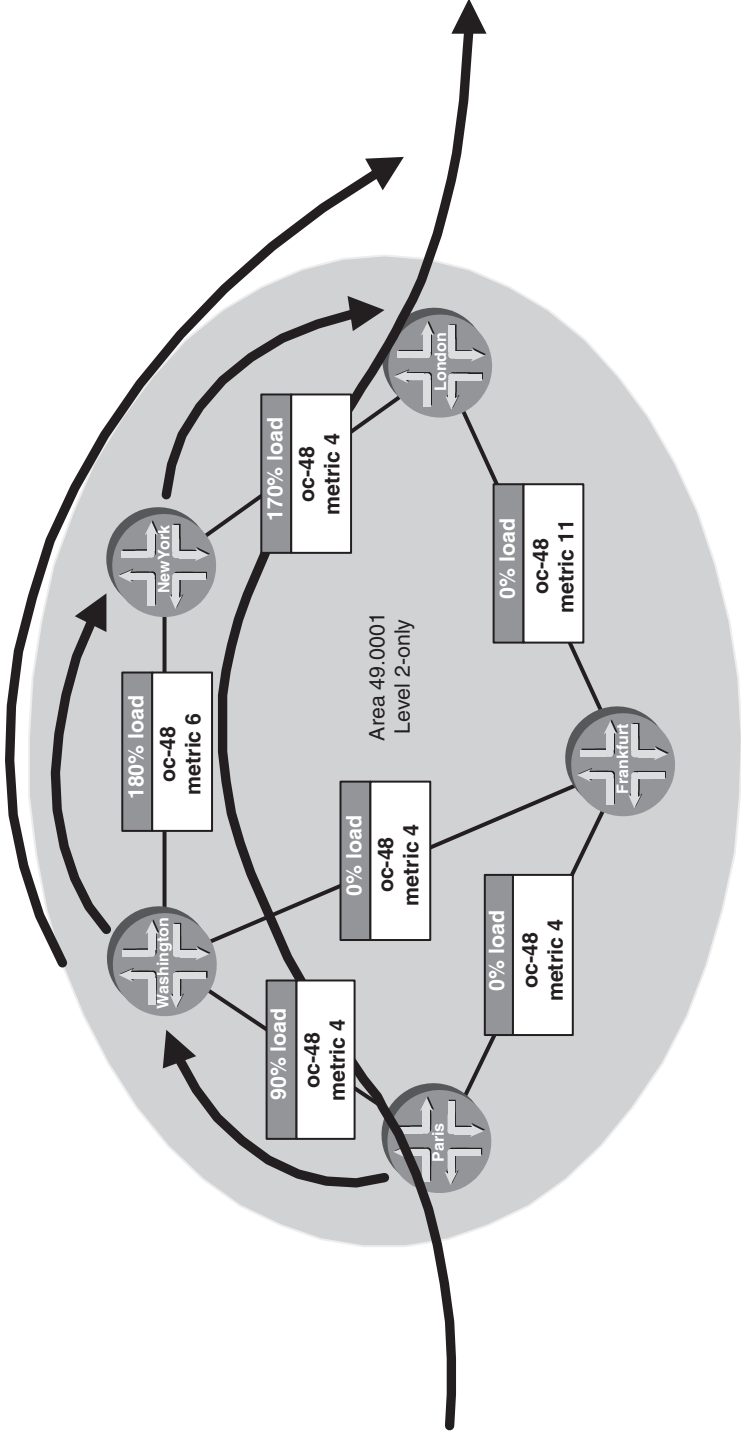 Washington
NewYork
180% load
oc-48
metric 6
90% load
oc-48
metric 4
170% load
oc-48
metric 4
Paris
London
0% load
oc-48
metric 4
Area 49.0001
Level 2-only
0% load
oc-48
metric 4
0% load
oc-48
metric 11
Frankfurt